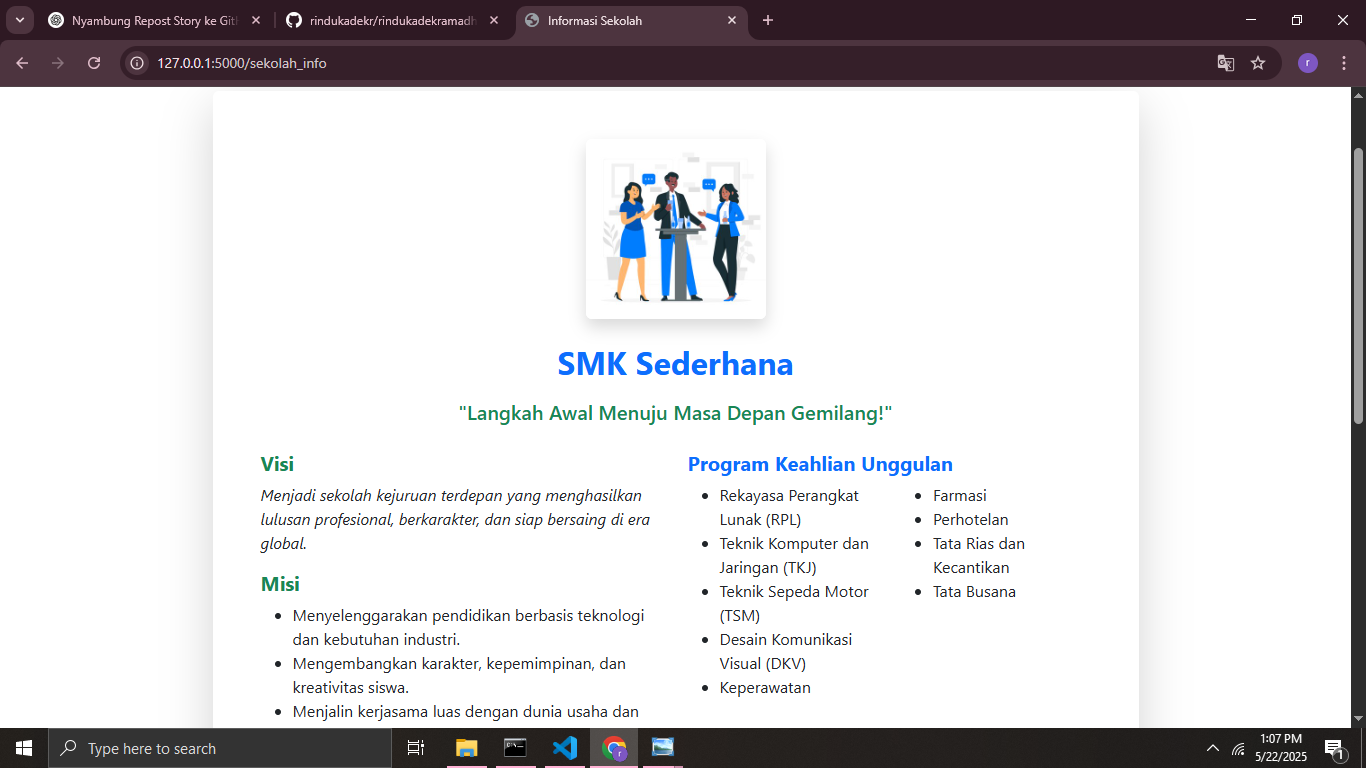 Nyambung Repost Story ke Git
rindukadekr/rindukadekramadh
Informasi Sekolah
127.0.0.1:5000/sekolah_info
r
SMK Sederhana
"Langkah Awal Menuju Masa Depan Gemilang!"
Visi
Menjadi sekolah kejuruan terdepan yang menghasilkan
lulusan profesional, berkarakter, dan siap bersaing di era
global.
Misi
Menyelenggarakan pendidikan berbasis teknologi
dan kebutuhan industri.
Mengembangkan karakter, kepemimpinan, dan
kreativitas siswa.
Menjalin kerjasama luas dengan dunia usaha dan
Program Keahlian Unggulan
Rekayasa Perangkat
Lunak (RPL)
Teknik Komputer dan
Jaringan (TKJ)
Teknik Sepeda Motor
(TSM)
Desain Komunikasi
Visual (DKV)
Keperawatan
Farmasi
Perhotelan
Tata Rias dan
Kecantikan
Tata Busana
Type here to search
r
1:07 PM
5/22/2025
1